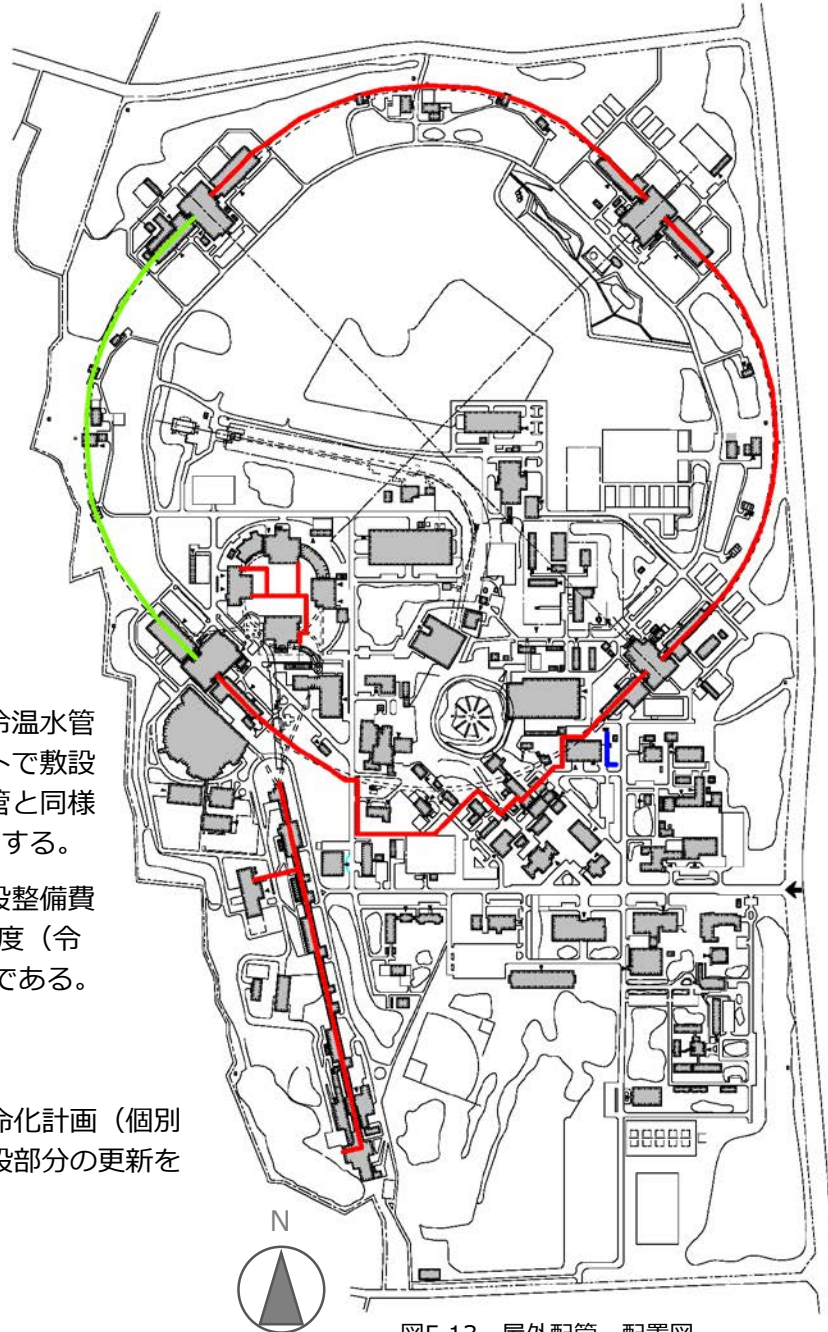 冷温水管
トで敷設
管と同様
する。
設整備費
度（令
である。
命化計画（個別
設部分の更新を
N
図5-13　屋外配管　配置図